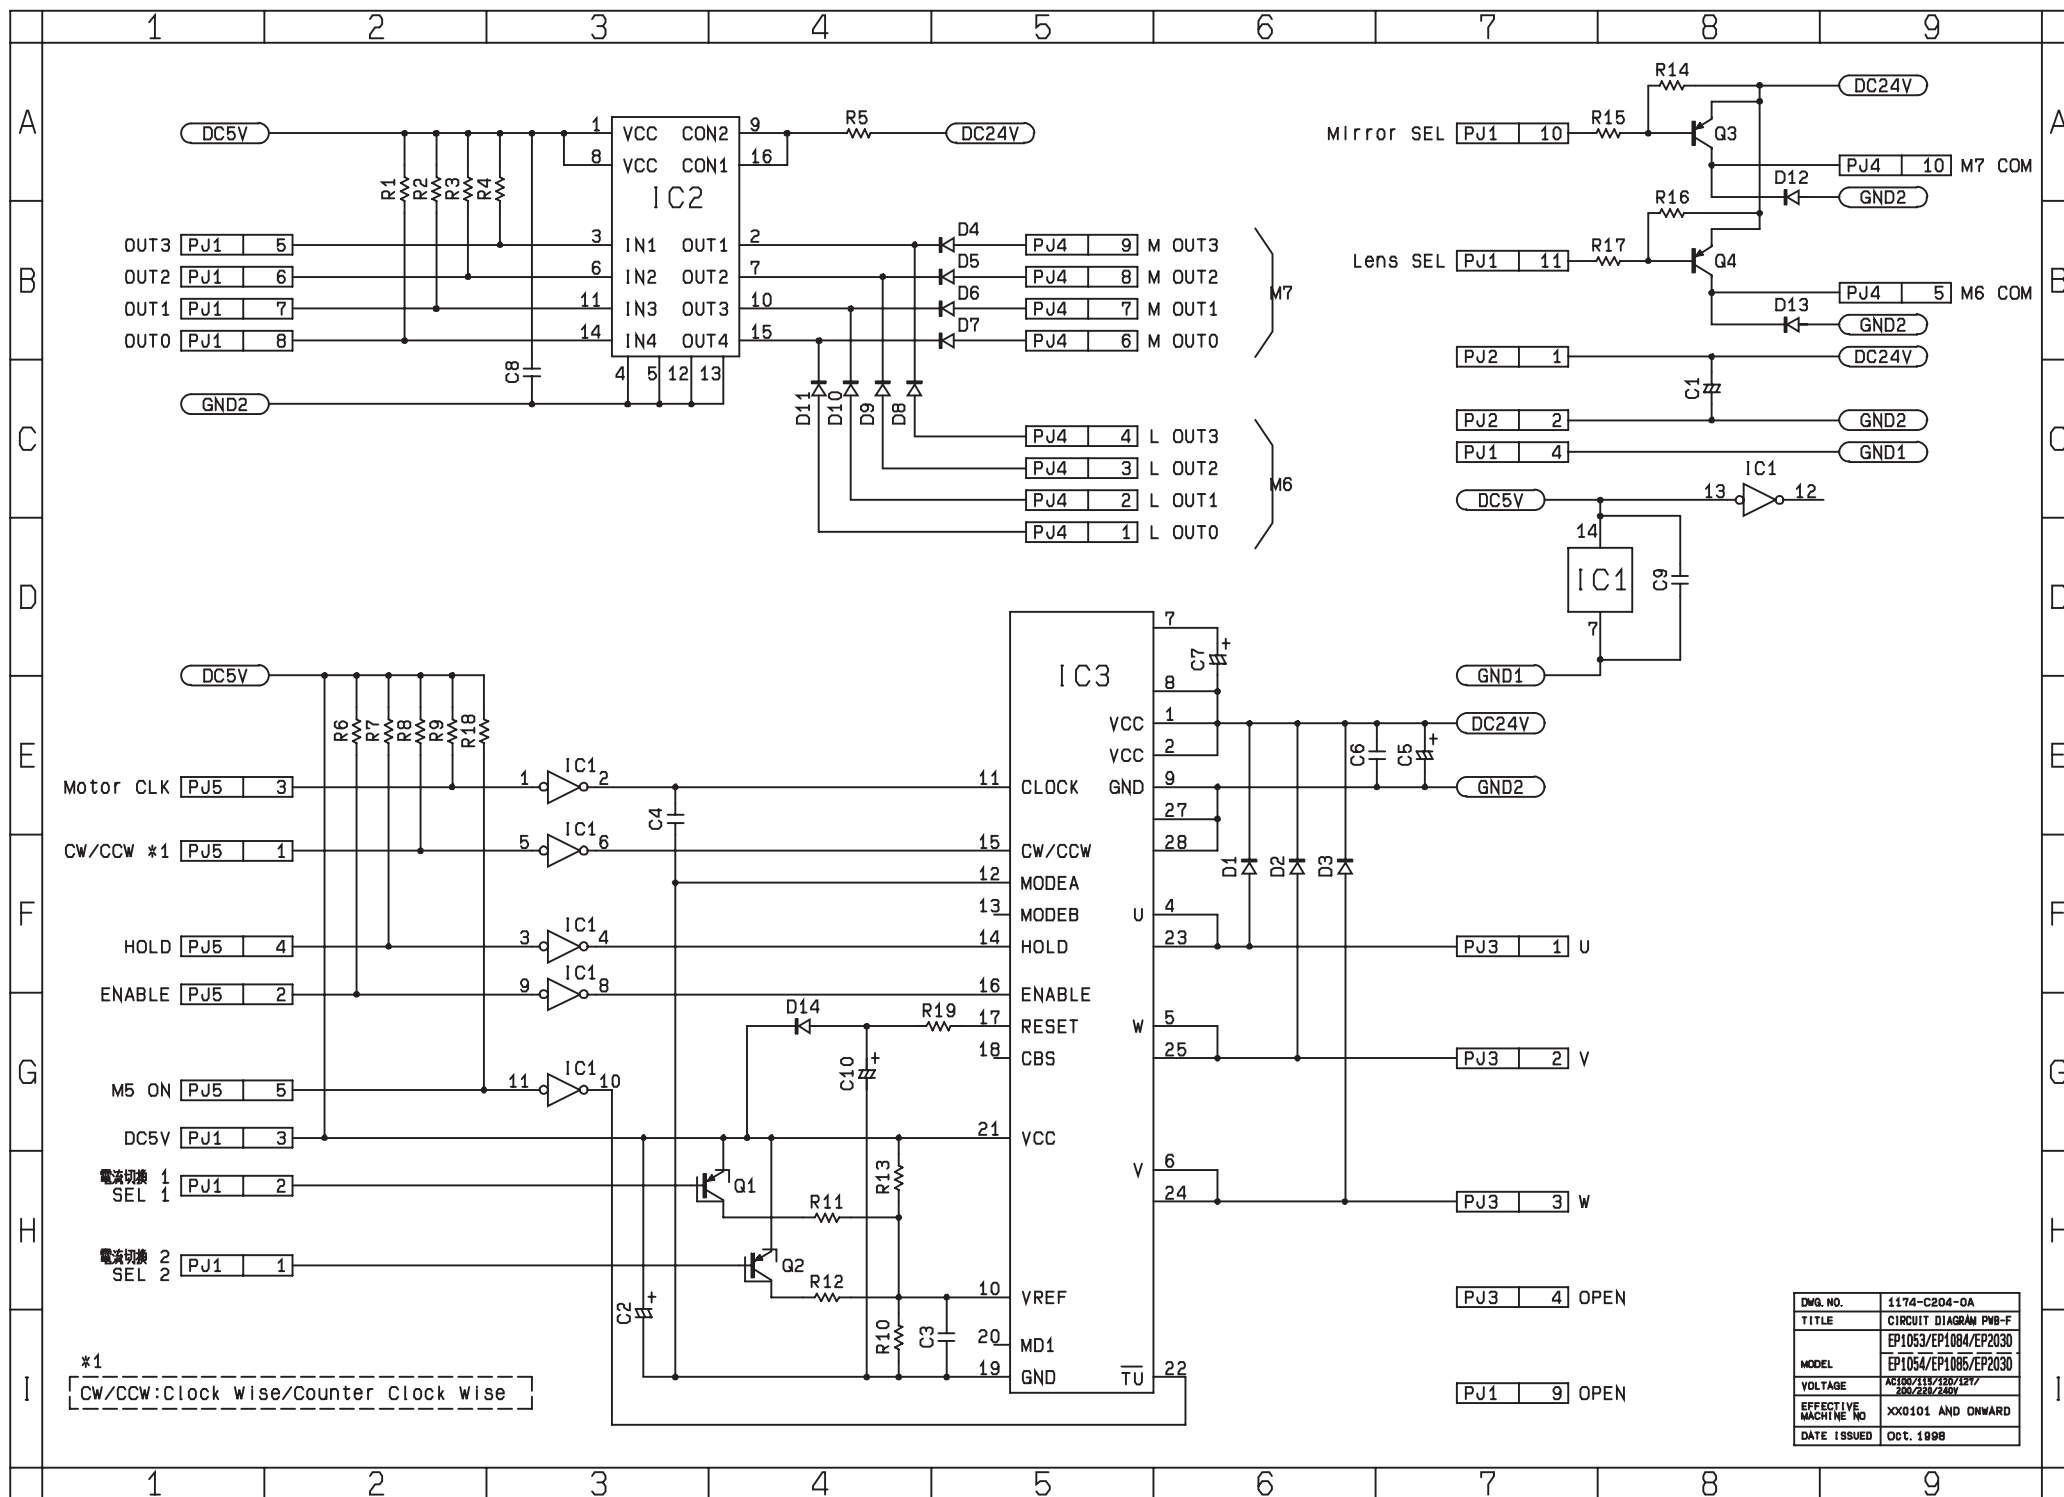 1 2 3 4 5 6 7 8 9
A
DC5V
1 VCC CON2 9
R5
DC24V
8 VCC CON1 16
IC2
R1 R2 R3 R4
OUT3 PJ1 5
3 IN1 OUT1 2
D4
PJ4 9 M OUT3
OUT2 PJ1 6
6 IN2 OUT2 7
D5
PJ4 8 M OUT2
M7
OUT1 PJ1 7
11 IN3 OUT3 10
D6
PJ4 7 M OUT1
OUT0 PJ1 8
14 IN4 OUT4 15
D7
PJ4 6 M OUT0
C8
4 5 12 13
GND2
D11 D10 D9 D8
PJ4 4 L OUT3
PJ4 3 L OUT2
M6
PJ4 2 L OUT1
PJ4 1 L OUT0
R14
DC24V
Mirror SEL PJ1 10
R15
Q3
PJ4 10 M7 COM
D12
GND2
R16
Lens SEL PJ1 11
R17
Q4
PJ4 5 M6 COM
D13
GND2
PJ2 1
DC24V
C1
PJ2 2
GND2
PJ1 4
GND1
IC1
DC5V
13 12
14
IC1
C9
7
GND1
A
B
B
C
C
D
D
E
E
F
F
G
G
H
H
I
I
DC5V
R6 R7 R8 R9 R18
Motor CLK PJ5 3
1 IC1 2
11 CLOCK
C4
CW/CCW *1 PJ5 1
5 IC1 6
15 CW/CCW
12 MODEA
13 MODEB
HOLD PJ5 4
3 IC1 4
14 HOLD
ENABLE PJ5 2
9 IC1 8
16 ENABLE
D14
R19
17 RESET
18 CBS
C10 +
M5 ON PJ5 5
11 IC1 10
DC5V PJ1 3
21 VCC
電流切換 1
SEL 1
PJ1 2
Q1
R13
R11
電流切換 2
SEL 2
PJ1 1
Q2
R12
10 VREF
C2 +
R10
C3
20 MD1
19 GND
IC3
7
C7 +
8
VCC 1
VCC 2
DC24V
C6
C5 +
GND 9
GND2
27
28
D1 D2 D3
U 4
23
PJ3 1 U
W 5
25
PJ3 2 V
V 6
24
PJ3 3 W
PJ3 4 OPEN
TU 22
PJ1 9 OPEN
*1
CW/CCW:Clock Wise/Counter Clock Wise
DWG. NO. 1174-C204-0A
TITLE CIRCUIT DIAGRAM PWB-F
MODEL
EP1053/EP1084/EP2030
EP1054/EP1085/EP2030
VOLTAGE
AC100/115/120/127/
200/220/240V
EFFECTIVE
MACHINE NO
XX0101 AND ONWARD
DATE ISSUED Oct. 1998
1 2 3 4 5 6 7 8 9